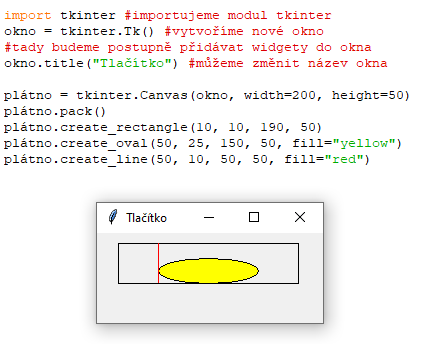 import tkinter #importujeme modul tkinter
okno = tkinter.Tk() #vytvoříme nové okno
#tady budeme postupně přidávat widgety do okna
okno.title("Tlačítko") #můžeme změnit název okna
plátno = tkinter.Canvas(okno, width=200, height=50)
plátno.pack()
plátno.create_rectangle(10, 10, 190, 50)
plátno.create_oval(50, 25, 150, 50, fill="yellow")
plátno.create_line(50, 10, 50, 50, fill="red")
Tlačítko